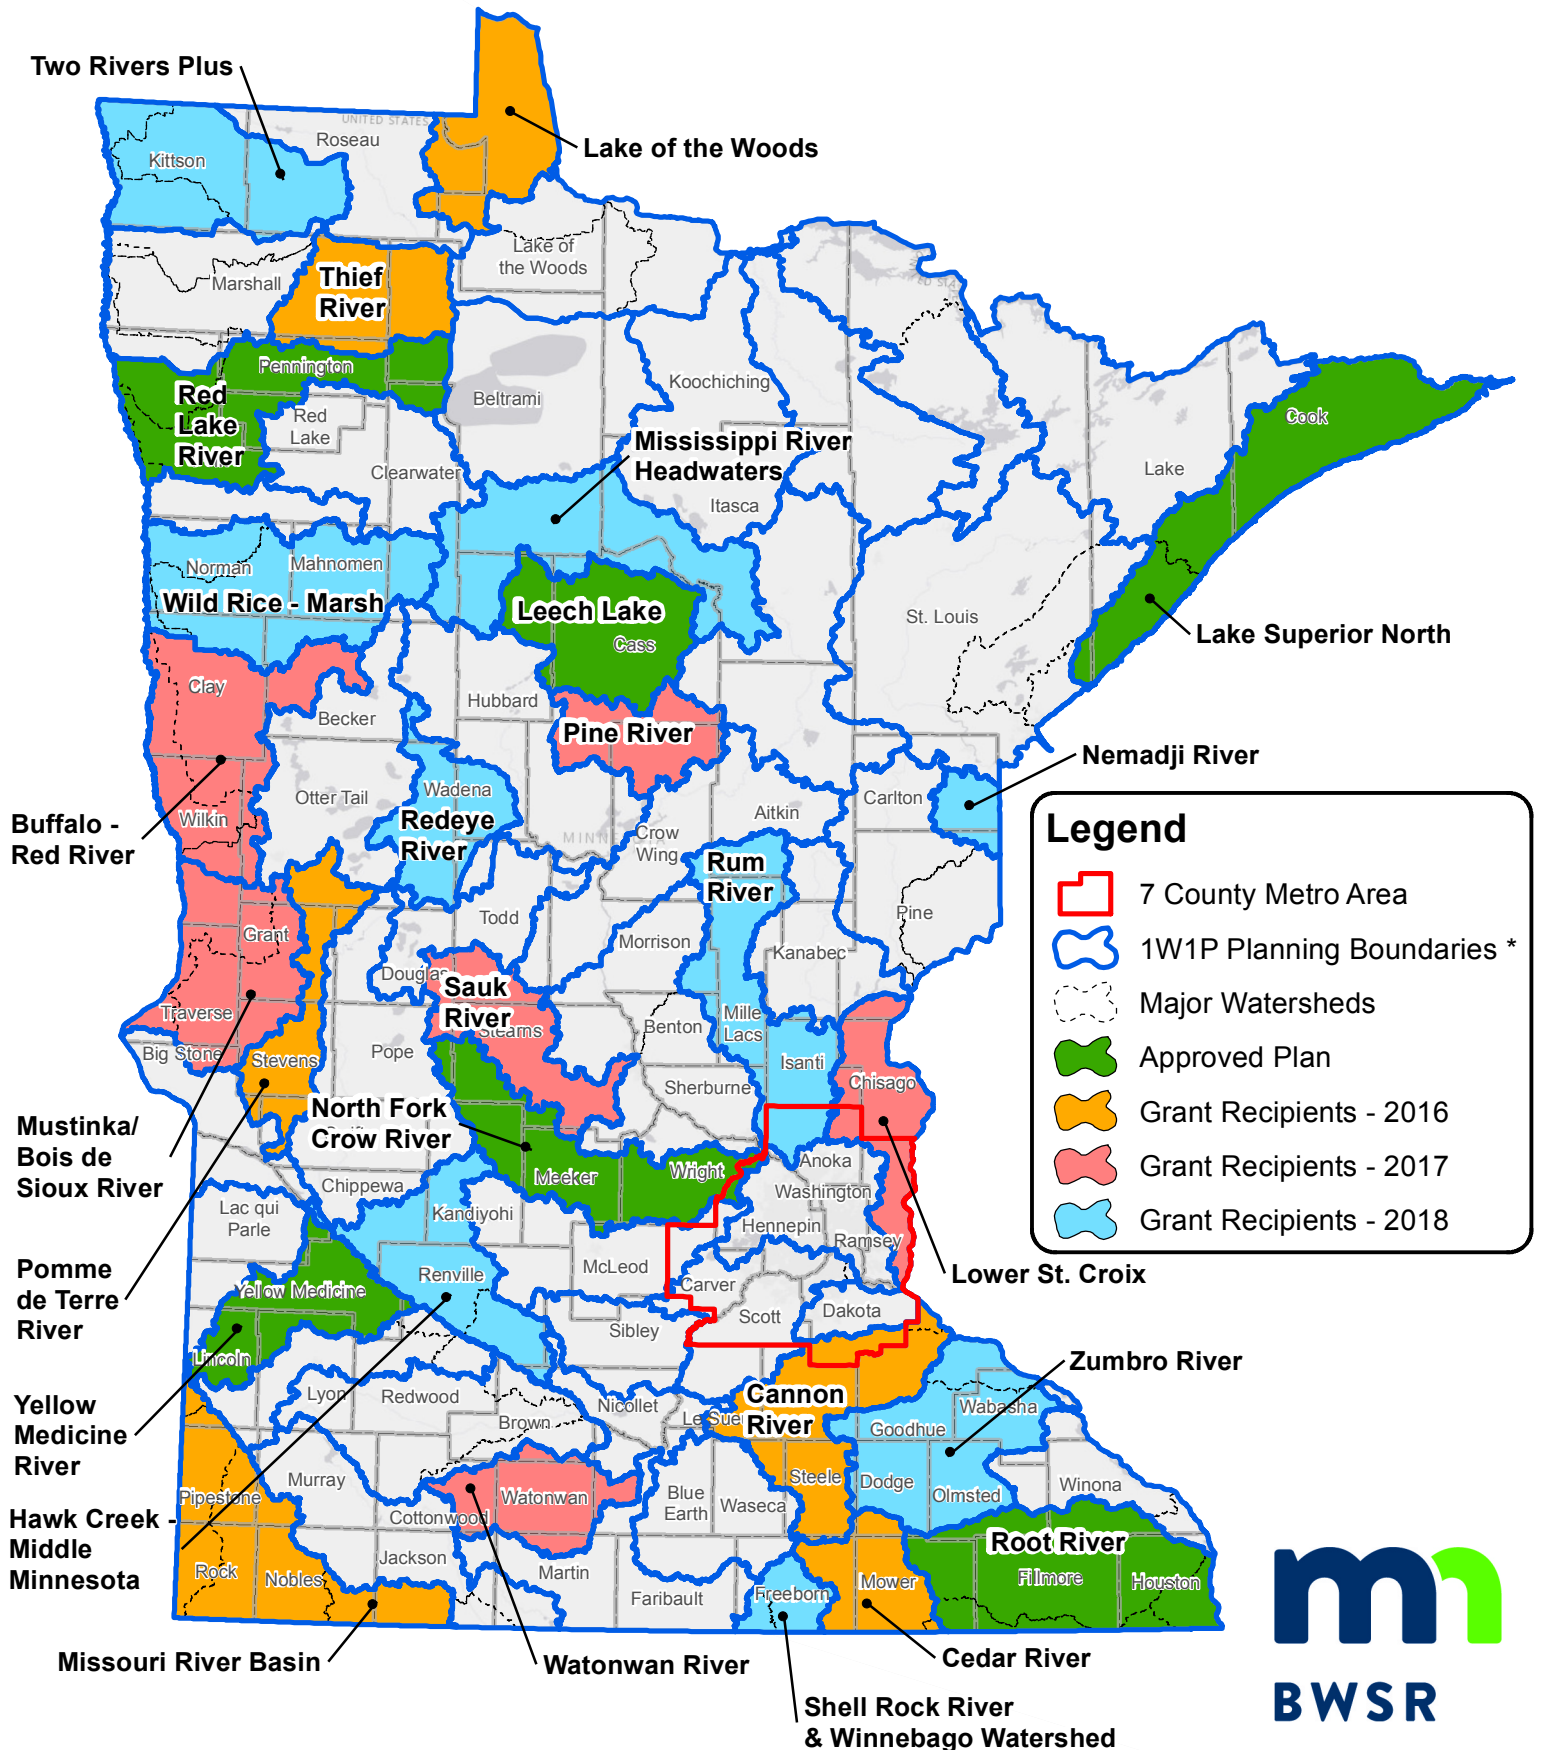 Two Rivers Plus
UNITED STATES
Roseau
Kittson
Lake of the Woods
Lake of
the Woods
Marshall
Thief
River
Pennington
Red
Lake
River
Red
Lake
Beltrami
Koochiching
Cook
Clearwater
Mississippi River
Headwaters
Itasca
Lake
Norman
Mahnomen
Wild Rice - Marsh
Leech Lake
Cass
St. Louis
Lake Superior North
Clay
Becker
Hubbard
Pine River
Nemadji River
Otter Tail
Wadena
Carlton
Aitkin
Wilkin
Redeye
River
MINNESOTA
Crow
Wing
Buffalo -
Red River
Rum
River
Legend
7 County Metro Area
1W1P Planning Boundaries *
Major Watersheds
Approved Plan
Grant Recipients - 2016
Grant Recipients - 2017
Grant Recipients - 2018
Grant
Todd
Morrison
Kanabec
Pine
Douglas
Sauk
River
Stearns
Traverse
Big Stone
Stevens
Pope
Benton
Mille
Lacs
Isanti
Chisago
Sherburne
North Fork
Crow River
Mustinka/
Bois de
Sioux River
Meeker
Wright
Anoka
Washington
Chippewa
Kandiyohi
Hennepin
Ramsey
Lac qui
Parle
Lower St. Croix
Pomme
de Terre
River
Yellow Medicine
Renville
McLeod
Carver
Scott
Dakota
Sibley
Lincoln
Zumbro River
Yellow
Medicine
River
Lyon
Redwood
Brown
Nicollet
Le Sueur
Cannon
River
Goodhue
Wabasha
Murray
Pipestone
Cottonwood
Watonwan
Blue
Earth
Waseca
Steele
Dodge
Olmsted
Winona
Hawk Creek -
Middle
Minnesota
Rock
Nobles
Jackson
Martin
Faribault
Freeborn
Mower
Root River
Fillmore
Houston
Missouri River Basin
Watonwan River
Cedar River
Shell Rock River
& Winnebago Watershed
mn
BWSR